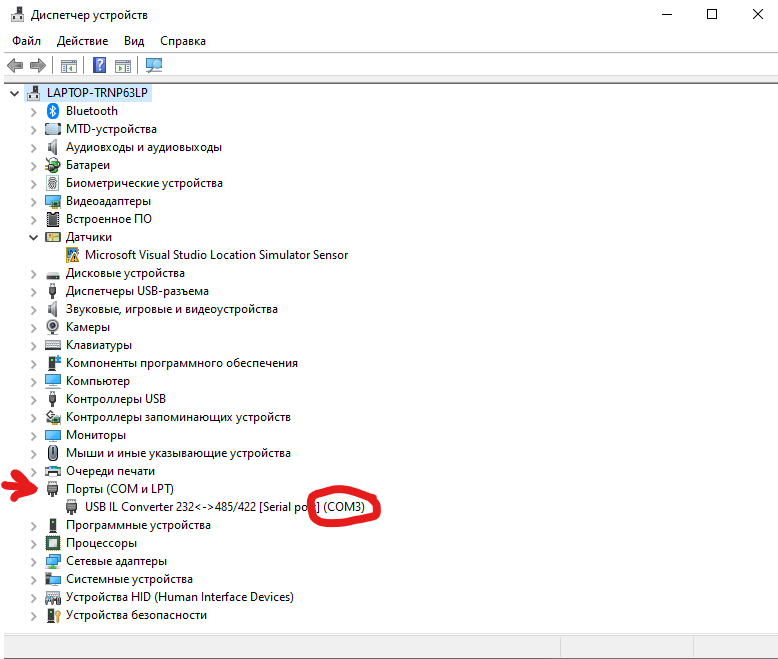 Диспетчер устройств
Файл Действие Вид Справка
LAPTOP-TRNP63LP
Bluetooth
MTD-устройства
Аудиовходы и аудиовыходы
Батареи
Биометрические устройства
Видеоадаптеры
Встроенное ПО
Датчики
Microsoft Visual Studio Location Simulator Sensor
Дисковые устройства
Диспетчеры USB-разъема
Звуковые, игровые и видеоустройства
Камеры
Клавиатуры
Компоненты программного обеспечения
Компьютер
Контроллеры USB
Контроллеры запоминающих устройств
Мониторы
Мыши и иные указывающие устройства
Очереди печати
Порты (COM и LPT)
USB IL Converter 232<->485/422 [Serial port] (COM3)
Программные устройства
Процессоры
Сетевые адаптеры
Системные устройства
Устройства HID (Human Interface Devices)
Устройства безопасности